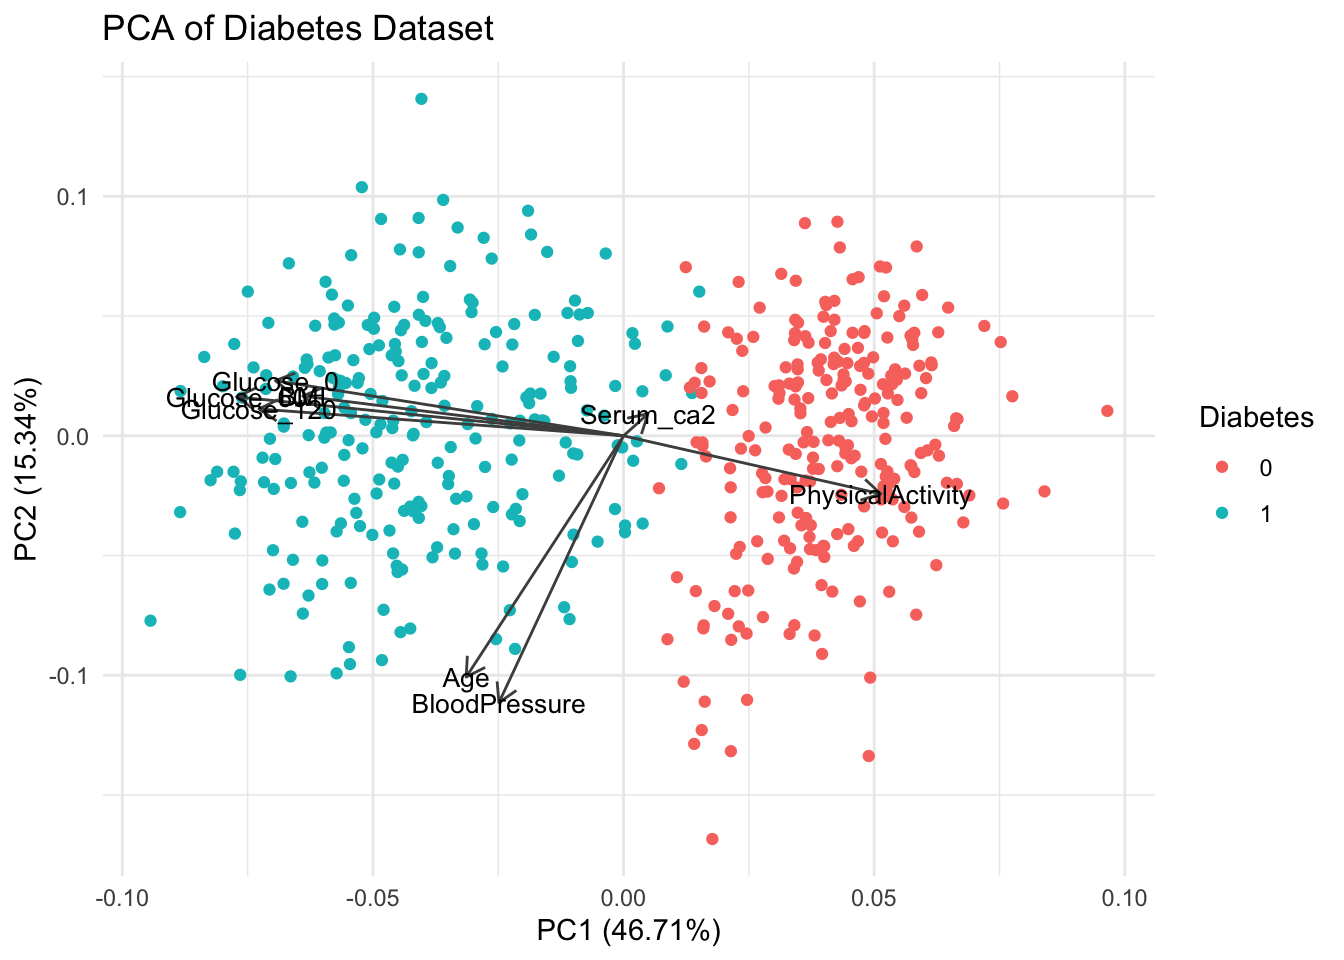 PCA of Diabetes Dataset
0.1
0.0
-0.1
PC2 (15.34%)
Glucose_0
Glucose_120
Serum_ca2
PhysicalActivity
Age
BloodPressure
Diabetes
0
1
-0.10
-0.05
0.00
0.05
0.10
PC1 (46.71%)